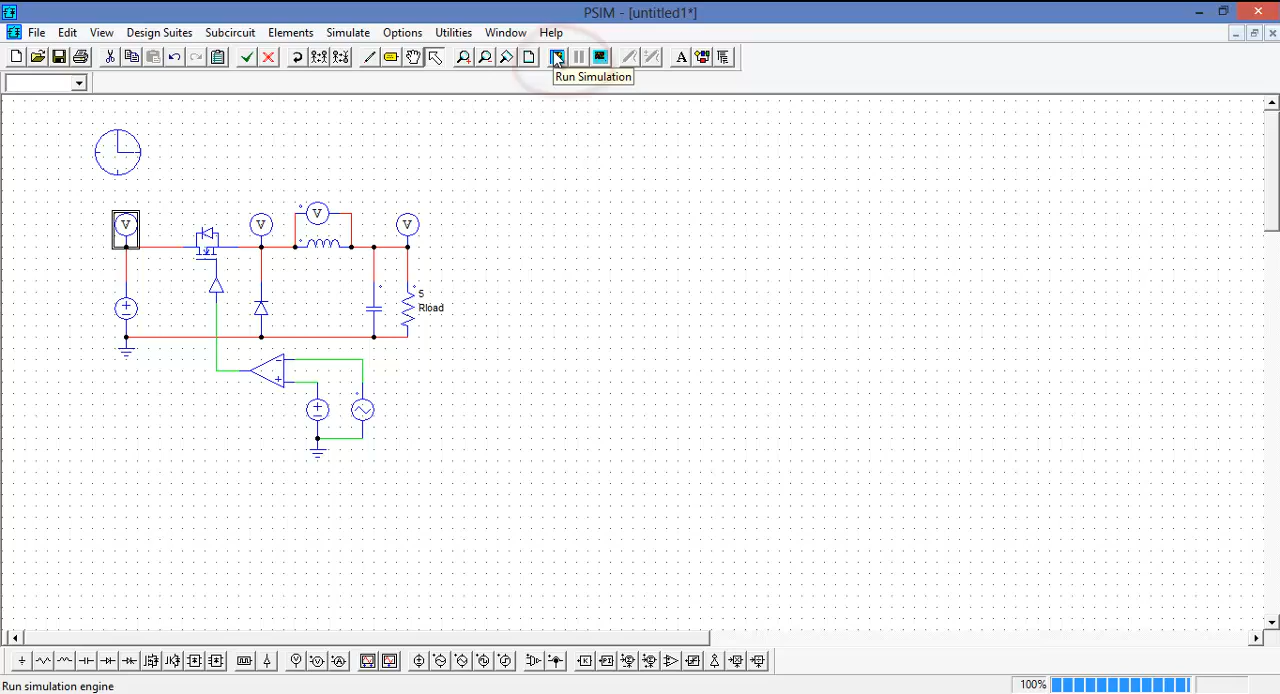 PSIM - [untitled1*]
File Edit View Design Suites Subcircuit Elements Simulate Options Utilities Window Help
A
Run Simulation
V V V V
5
Rload
Run simulation engine
100%